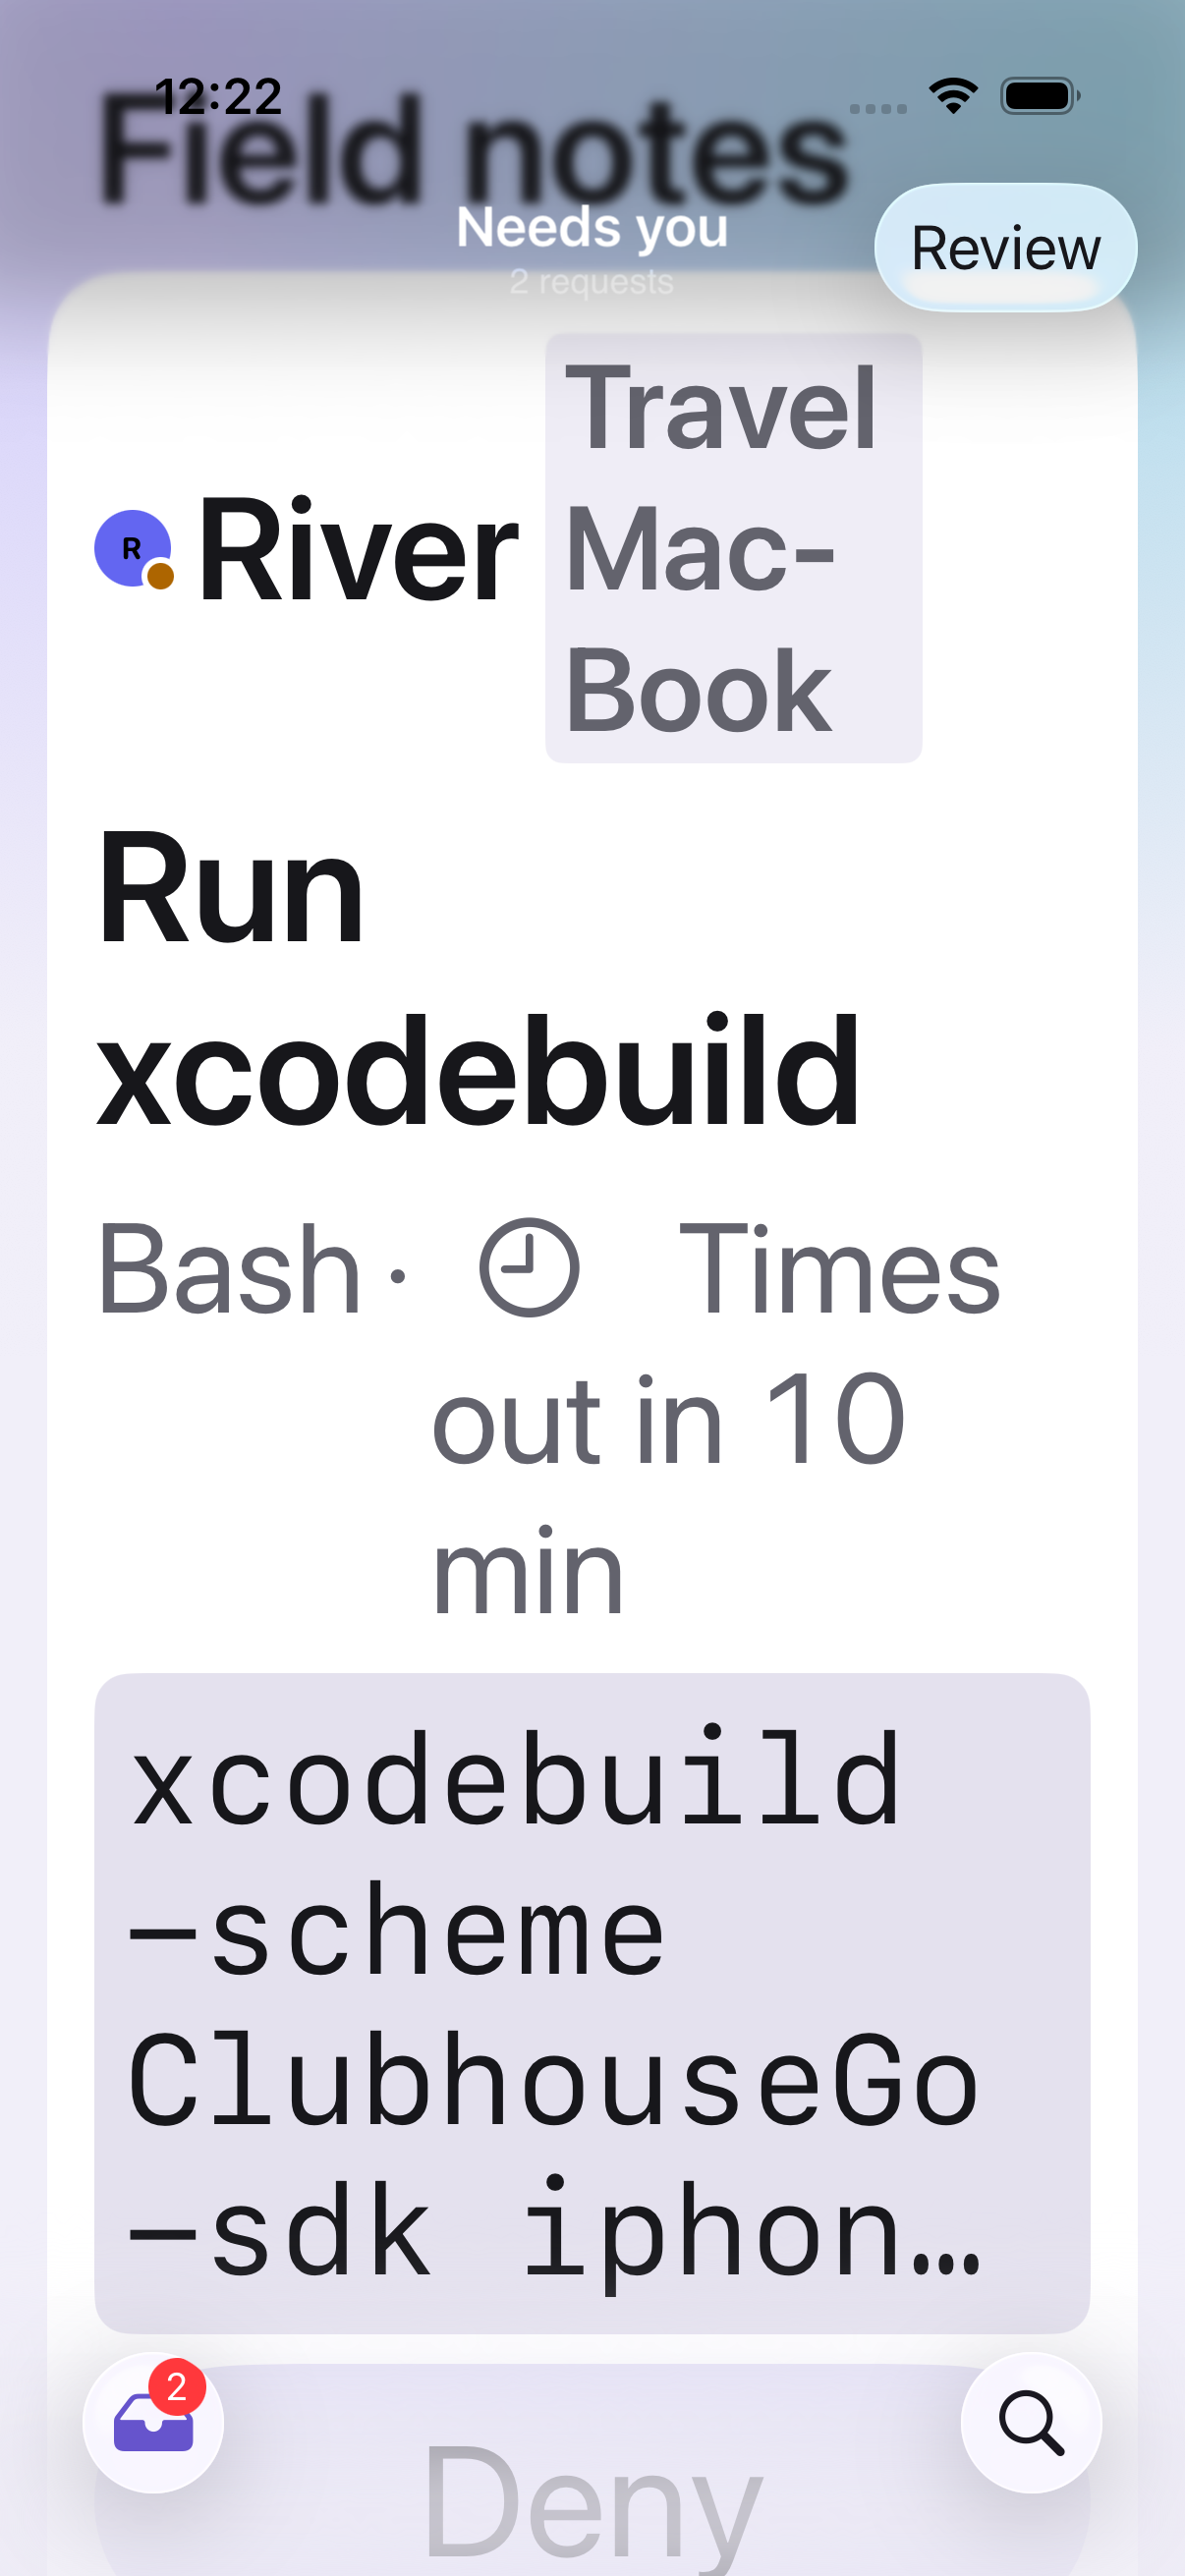 12:22
Field notes
Needs you
2 requests
Review
R
River
Travel
Mac-
Book
Run
xcodebuild
Bash · Times
out in 10
min
xcodebuild
-scheme
ClubhouseGo
-sdk iphon…
2
Deny